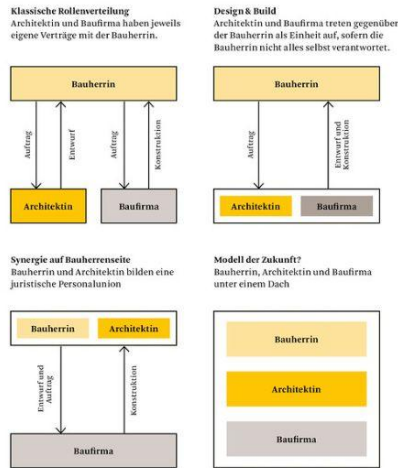 Klassische Rollenverteilung
Architektin und Baufirma haben jeweils
eigene Verträge mit der Bauherrin.
Bauherrin
Auftrag
Entwurf
Auftrag
Konstruktion
Architektin
Baufirma
Design & Build
Architektin und Baufirma treten gegenüber
der Bauherrin als Einheit auf, sofern die
Bauherrin nicht alles selbst verantwortet.
Bauherrin
Auftrag
Entwurf und
Konstruktion
Architektin
Baufirma
Synergie auf Bauherrenseite
Bauherrin und Architektin bilden eine
juristische Personalunion
Bauherrin
Architektin
Entwurf und
Auftrag
Konstruktion
Baufirma
Modell der Zukunft?
Bauherrin, Architektin und Baufirma
unter einem Dach
Bauherrin
Architektin
Baufirma